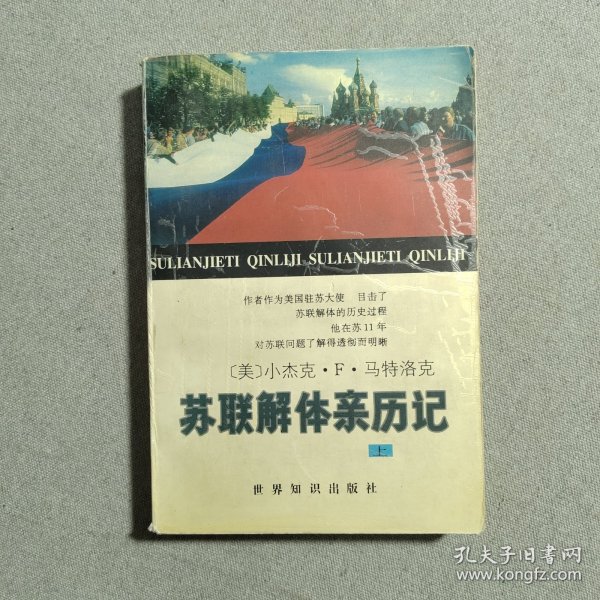 SULIANJIETI QINLIJI SULIANJIETI QINLIJI
作者作为美国驻苏大使 目击了
苏联解体的历史过程
他在苏11年
对苏联问题了解得透彻而明晰
〔美〕小杰克·F·马特洛克
苏联解体亲历记
上
世界知识出版社
孔夫子旧书网
www.kongfz.com